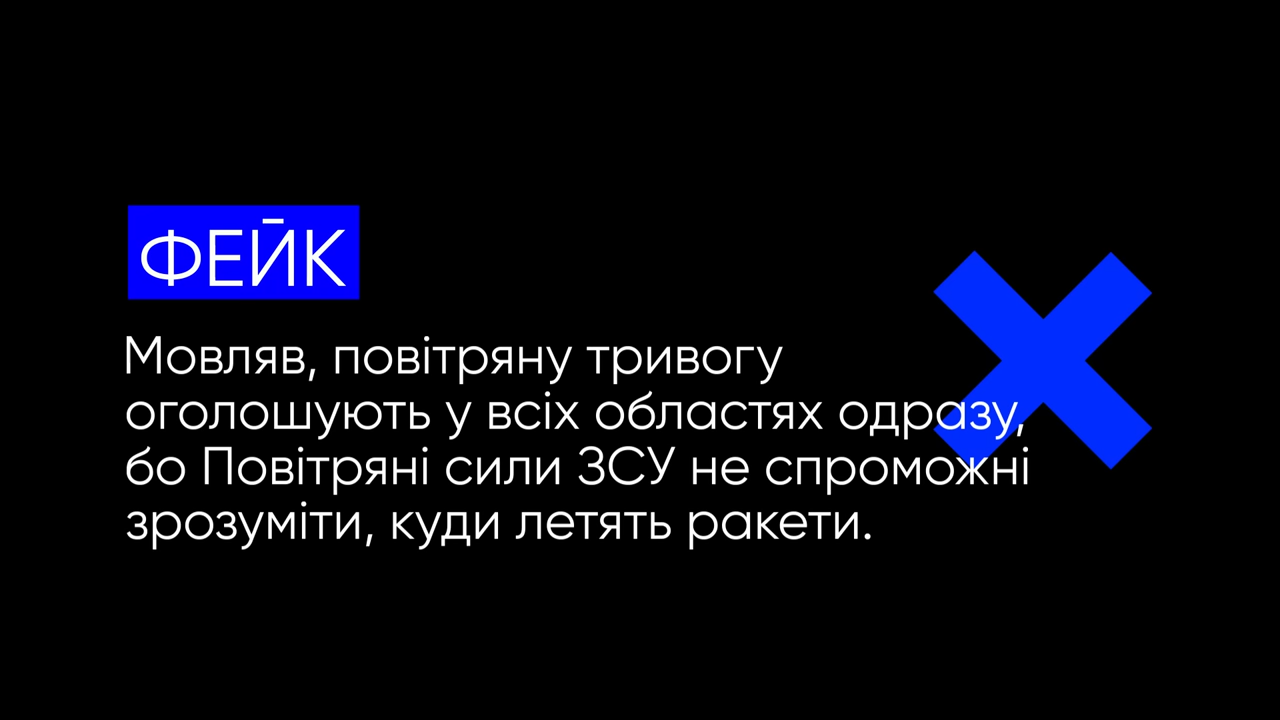 ФЕЙК
Мовляв, повітряну тривогу
оголошують у всіх областях одразу,
бо Повітряні сили ЗСУ не спроможні
зрозуміти, куди летять ракети.